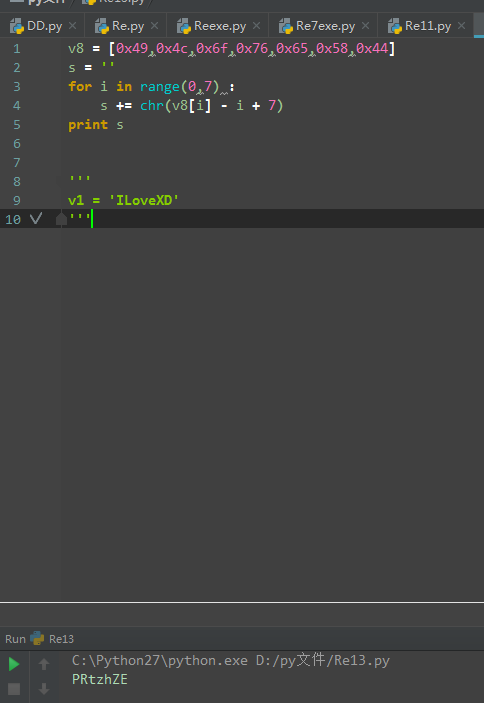 DD.py Re.py Reexe.py Re7exe.py Re11.py
1 v8 = [0x49,0x4c,0x6f,0x76,0x65,0x58,0x44]
2 s = ''
3 for i in range(0,7) :
4 s += chr(v8[i] - i + 7)
5 print s
6
7
8 '''
9 v1 = 'ILoveXD'
10 '''
Run Re13
C:\Python27\python.exe D:/py文件/Re13.py
PRtzhZE